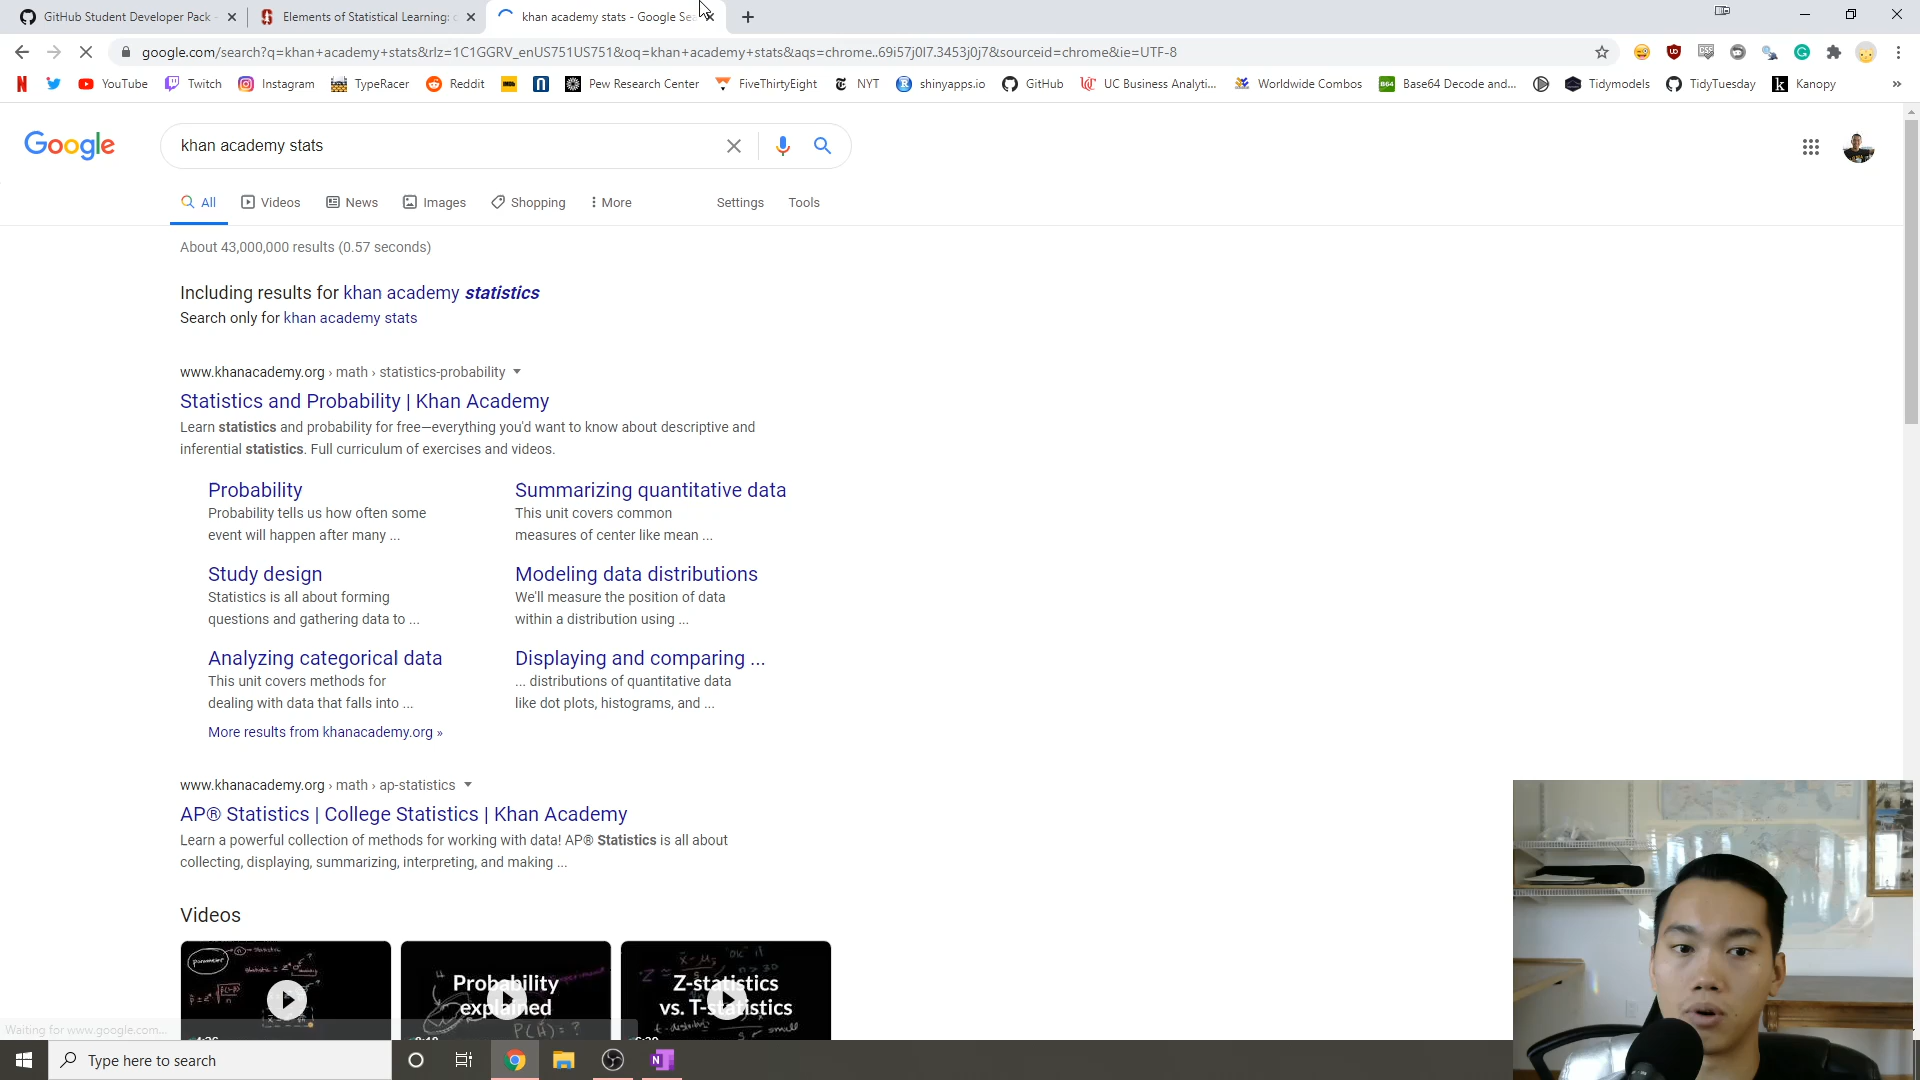 GitHub Student Developer Pack -
Elements of Statistical Learning:
khan academy stats - Google Se
google.com/search?q=khan+academy+stats&rlz=1C1GGRV_enUS751US751&oq=khan+academy+stats&aqs=chrome..69i57j0l7.3453j0j7&sourceid=chrome&ie=UTF-8
YouTube Twitch Instagram TypeRacer Reddit Pew Research Center FiveThirtyEight NYT shinyapps.io GitHub UC Business Analyti... Worldwide Combos B64 Base64 Decode and... Tidymodels TidyTuesday Kanopy »
Google
khan academy stats
All Videos News Images Shopping More Settings Tools
About 43,000,000 results (0.57 seconds)
Including results for khan academy statistics
Search only for khan academy stats
www.khanacademy.org › math › statistics-probability
Statistics and Probability | Khan Academy
Learn statistics and probability for free—everything you'd want to know about descriptive and
inferential statistics. Full curriculum of exercises and videos.
Probability
Probability tells us how often some
event will happen after many ...
Summarizing quantitative data
This unit covers common
measures of center like mean ...
Study design
Statistics is all about forming
questions and gathering data to ...
Modeling data distributions
We'll measure the position of data
within a distribution using ...
Analyzing categorical data
This unit covers methods for
dealing with data that falls into ...
Displaying and comparing ...
... distributions of quantitative data
like dot plots, histograms, and ...
More results from khanacademy.org »
www.khanacademy.org › math › ap-statistics
AP® Statistics | College Statistics | Khan Academy
Learn a powerful collection of methods for working with data! AP® Statistics is all about
collecting, displaying, summarizing, interpreting, and making ...
Videos
Probability
explained
Z-statistics
vs. T-statistics
Waiting for www.google.com...
Type here to search